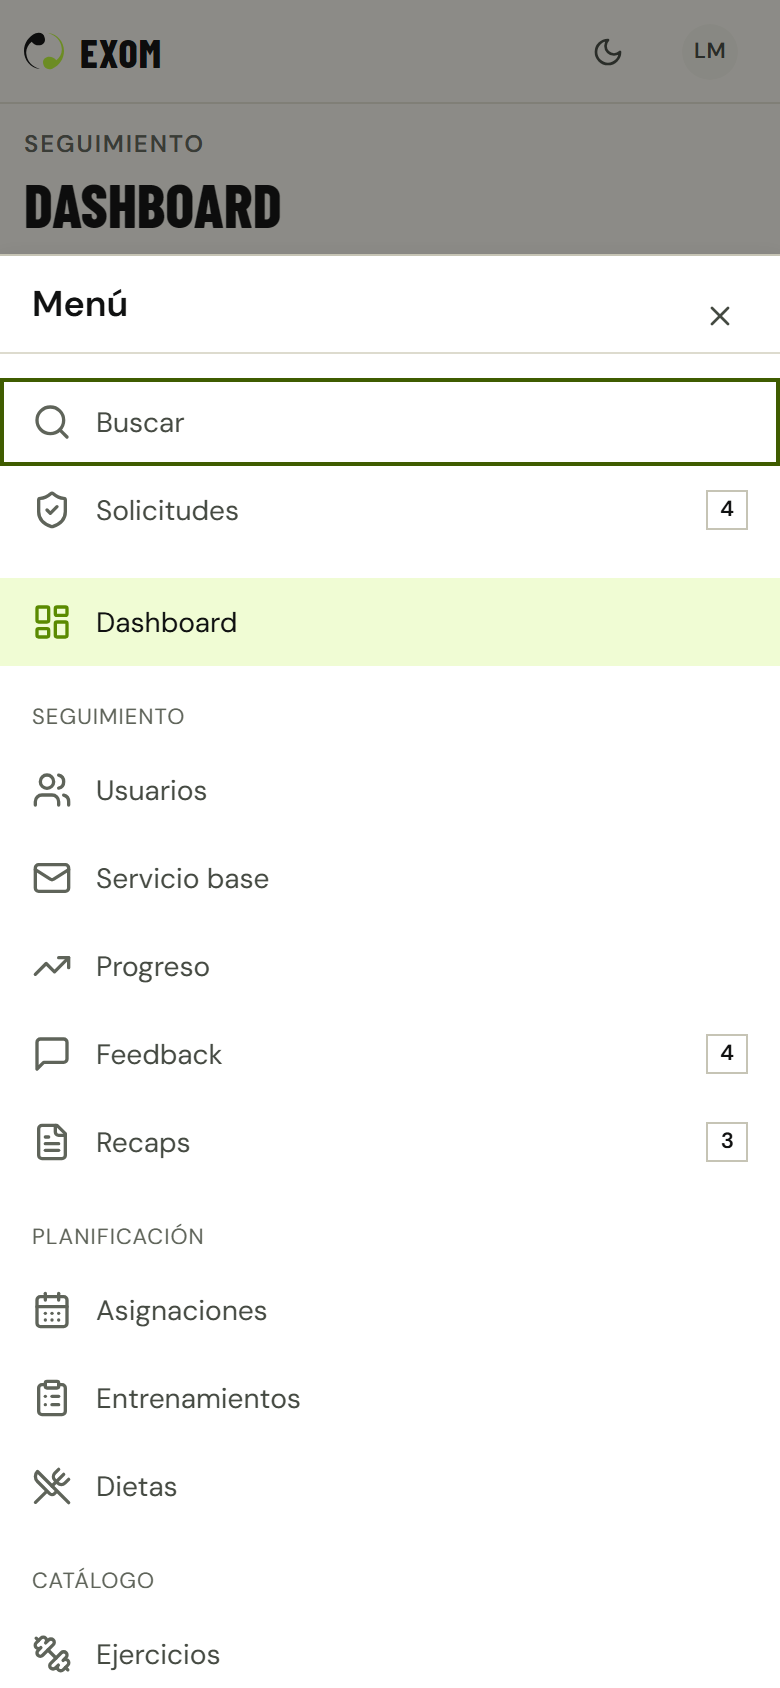 EXOM
LM
SEGUIMIENTO
DASHBOARD
Menú
Buscar
Solicitudes 4
Dashboard
SEGUIMIENTO
Usuarios
Servicio base
Progreso
Feedback 4
Recaps 3
PLANIFICACIÓN
Asignaciones
Entrenamientos
Dietas
CATÁLOGO
Ejercicios